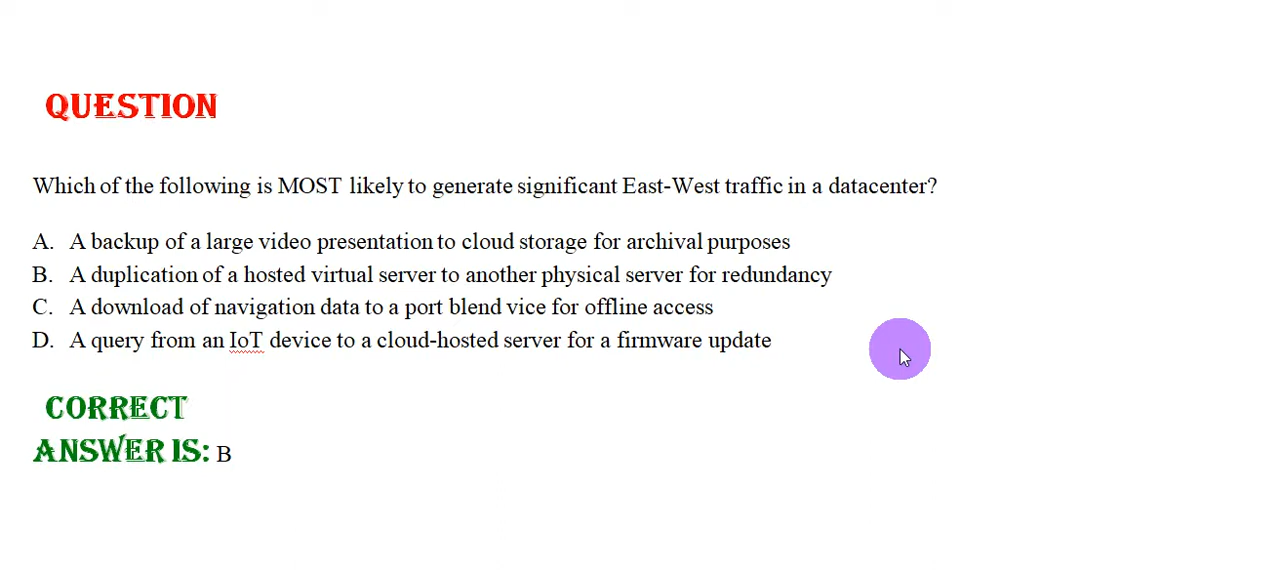 QUESTION
Which of the following is MOST likely to generate significant East-West traffic in a datacenter?
A. A backup of a large video presentation to cloud storage for archival purposes
B. A duplication of a hosted virtual server to another physical server for redundancy
C. A download of navigation data to a port blend vice for offline access
D. A query from an IoT device to a cloud-hosted server for a firmware update
CORRECT
ANSWER IS: B